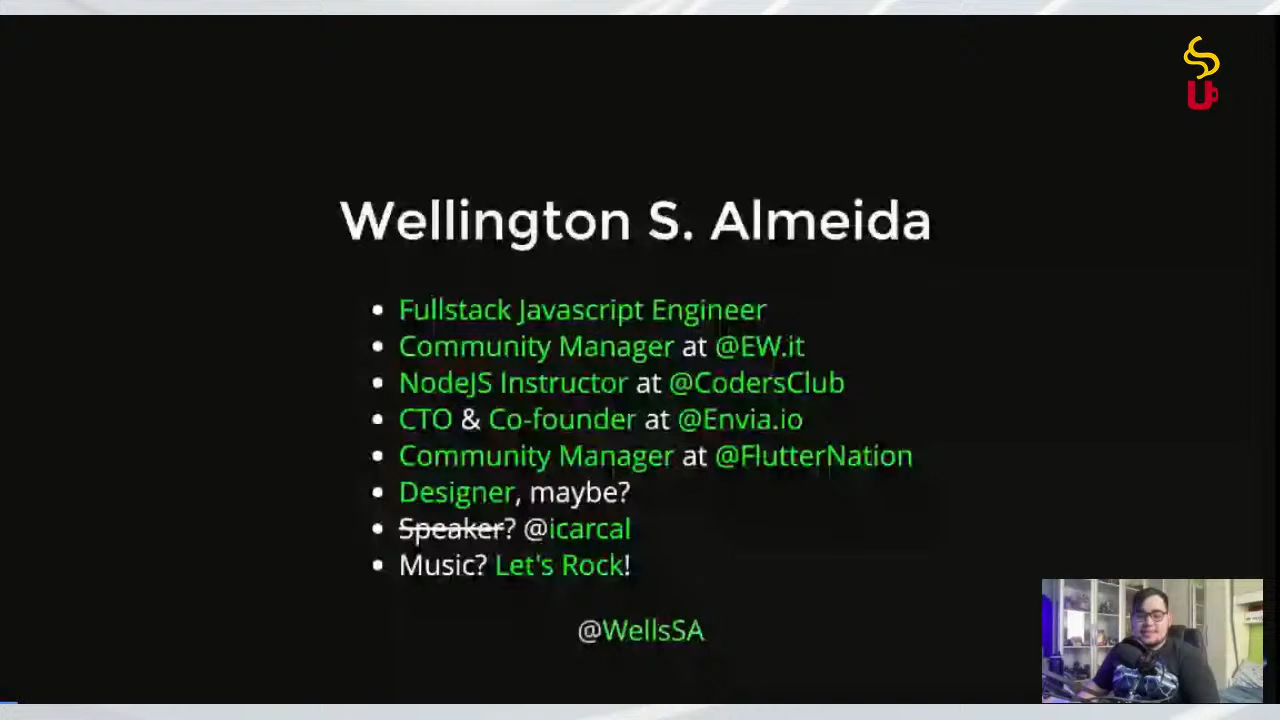 Wellington S. Almeida
Fullstack Javascript Engineer
Community Manager at @EW.it
NodeJS Instructor at @CodersClub
CTO & Co-founder at @Envia.io
Community Manager at @FlutterNation
Designer, maybe?
Speaker? @icarcal
Music? Let's Rock!
@WellsSA